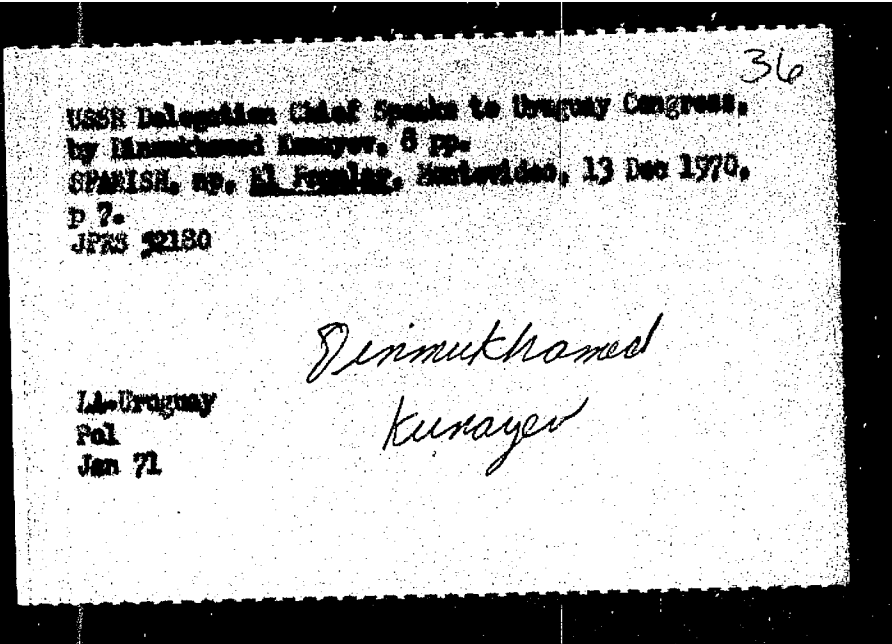 36
USSR Delegation Chief Speaks to Uruguay Congress,
by Dinmukhamed Kunayev, 8 pp.
SPANISH, np, El Popular, Montevideo, 13 Dec 1970,
p 7.
JPRS 52180
Dinmukhamed
Kunayev
LA-Uruguay
Pol
Jan 71